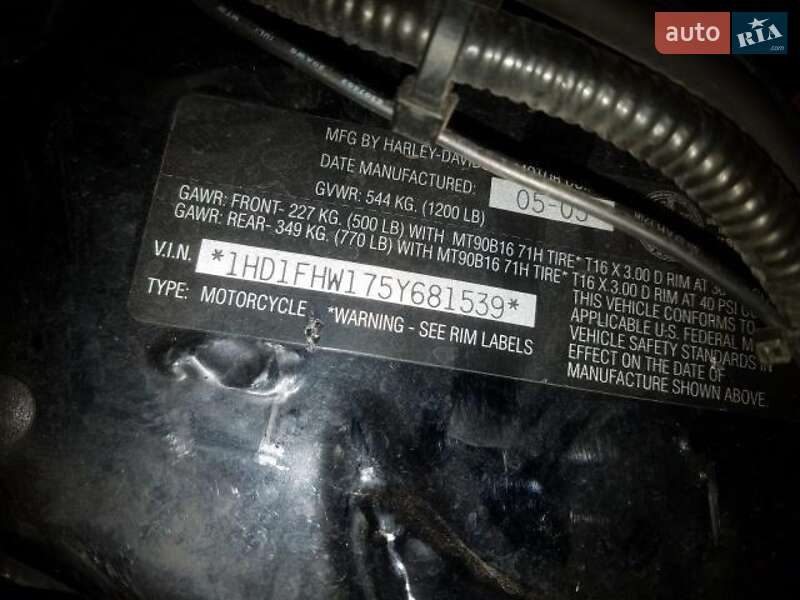 auto RIA .com
MFG BY HARLEY-DAVID
DATE MANUFACTURED: 05-05
GVWR: 544 KG. (1200 LB)
GAWR: FRONT- 227 KG. (500 LB) WITH MT90B16 71H TIRE* T16 X 3.00 D RIM AT
GAWR: REAR- 349 KG. (770 LB) WITH MT90B16 71H TIRE* T16 X 3.00 D RIM AT 40 PSI
V.I.N. *1HD1FHW175Y681539*
TYPE: MOTORCYCLE *WARNING - SEE RIM LABELS
THIS VEHICLE CONFORMS TO
APPLICABLE U.S. FEDERAL M
VEHICLE SAFETY STANDARDS IN
EFFECT ON THE DATE OF
MANUFACTURE SHOWN ABOVE.